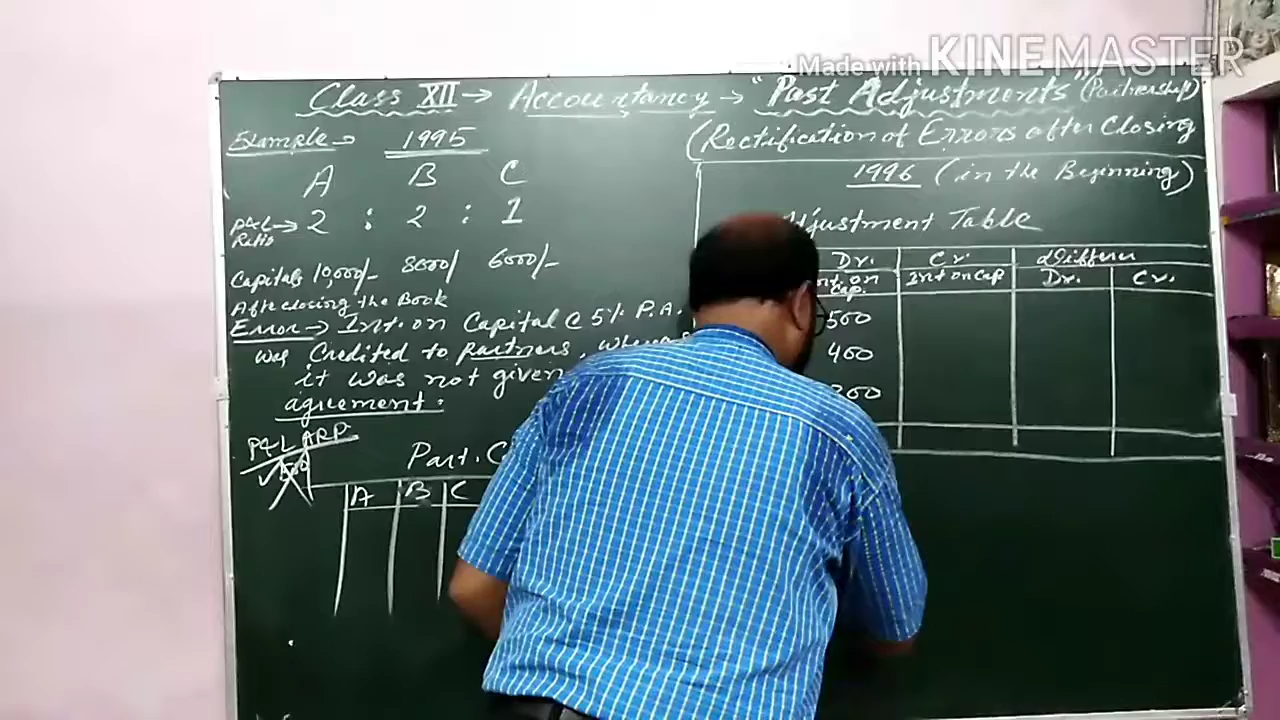 Made with KINEMASTER
Class XII → Accountancy → "Past Adjustments" (Partnership)
(Rectification of Errors after Closing
Example → 1995
1996 (in the Beginning)
A B C
P&L Ratio → 2 : 2 : 1
Adjustment Table
Capitals 10,000/- 8000/ 6000/-
Dr. Cr.
Int. on Cap. Int on Cap Dr. Cr.
After closing the Book
Error → Int. on Capital @ 5% P.A.
500
was Credited to Partners,
400
it was not given
300
agreement.
P&L APP.
Part. C
A B C